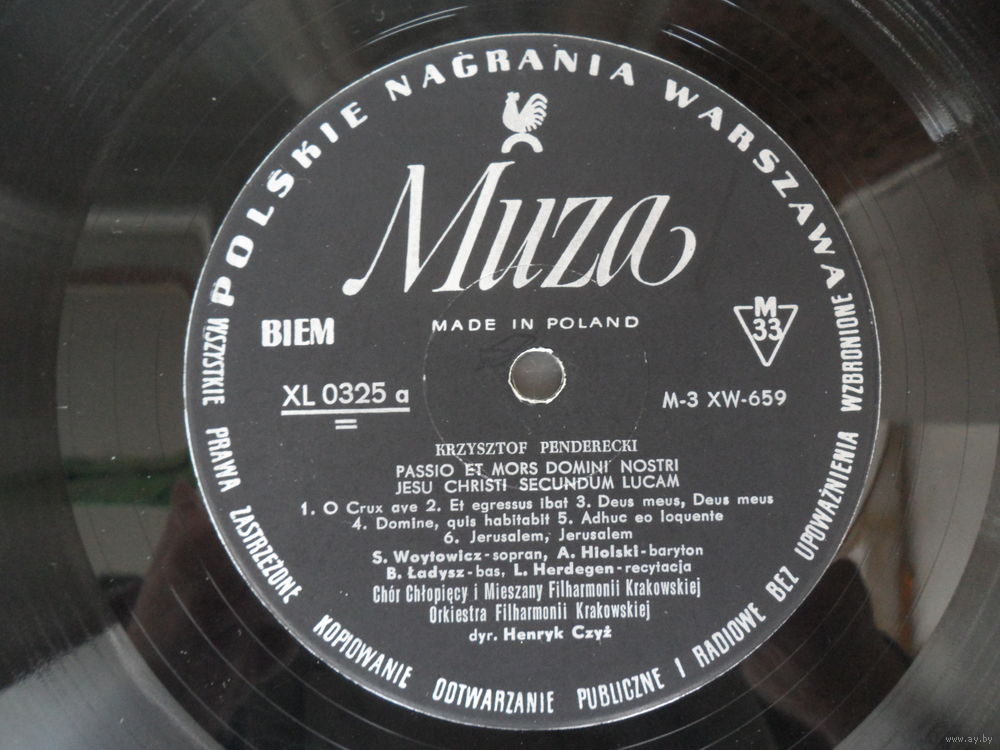 POLSKIE NAGRANIA WARSZAWA
Muza
MADE IN POLAND
BIEM
M
33
XL 0325 a
M-3 XW-659
KRZYSZTOF PENDERECKI
PASSIO ET MORS DOMINI NOSTRI
JESU CHRISTI SECUNDUM LUCAM
1. O Crux ave 2. Et egressus ibat 3. Deus meus, Deus meus
4. Domine, quis habitabit 5. Adhuc eo loquente
6. Jerusalem, Jerusalem
S. Woytowicz-sopran, A. Hiolski-baryton
B. Ładysz-bas, L. Herdegen-recytacja
Chór Chłopięcy i Mieszany Filharmonii Krakowskiej
Orkiestra Filharmonii Krakowskiej
dyr. Henryk Czyż
WSZYSTKIE PRAWA ZASTRZEŻONE KOPIOWANIE ODTWARZANIE PUBLICZNE I RADIOWE BEZ UPOWAŻNIENIA WZBRONIONE
www.ay.by